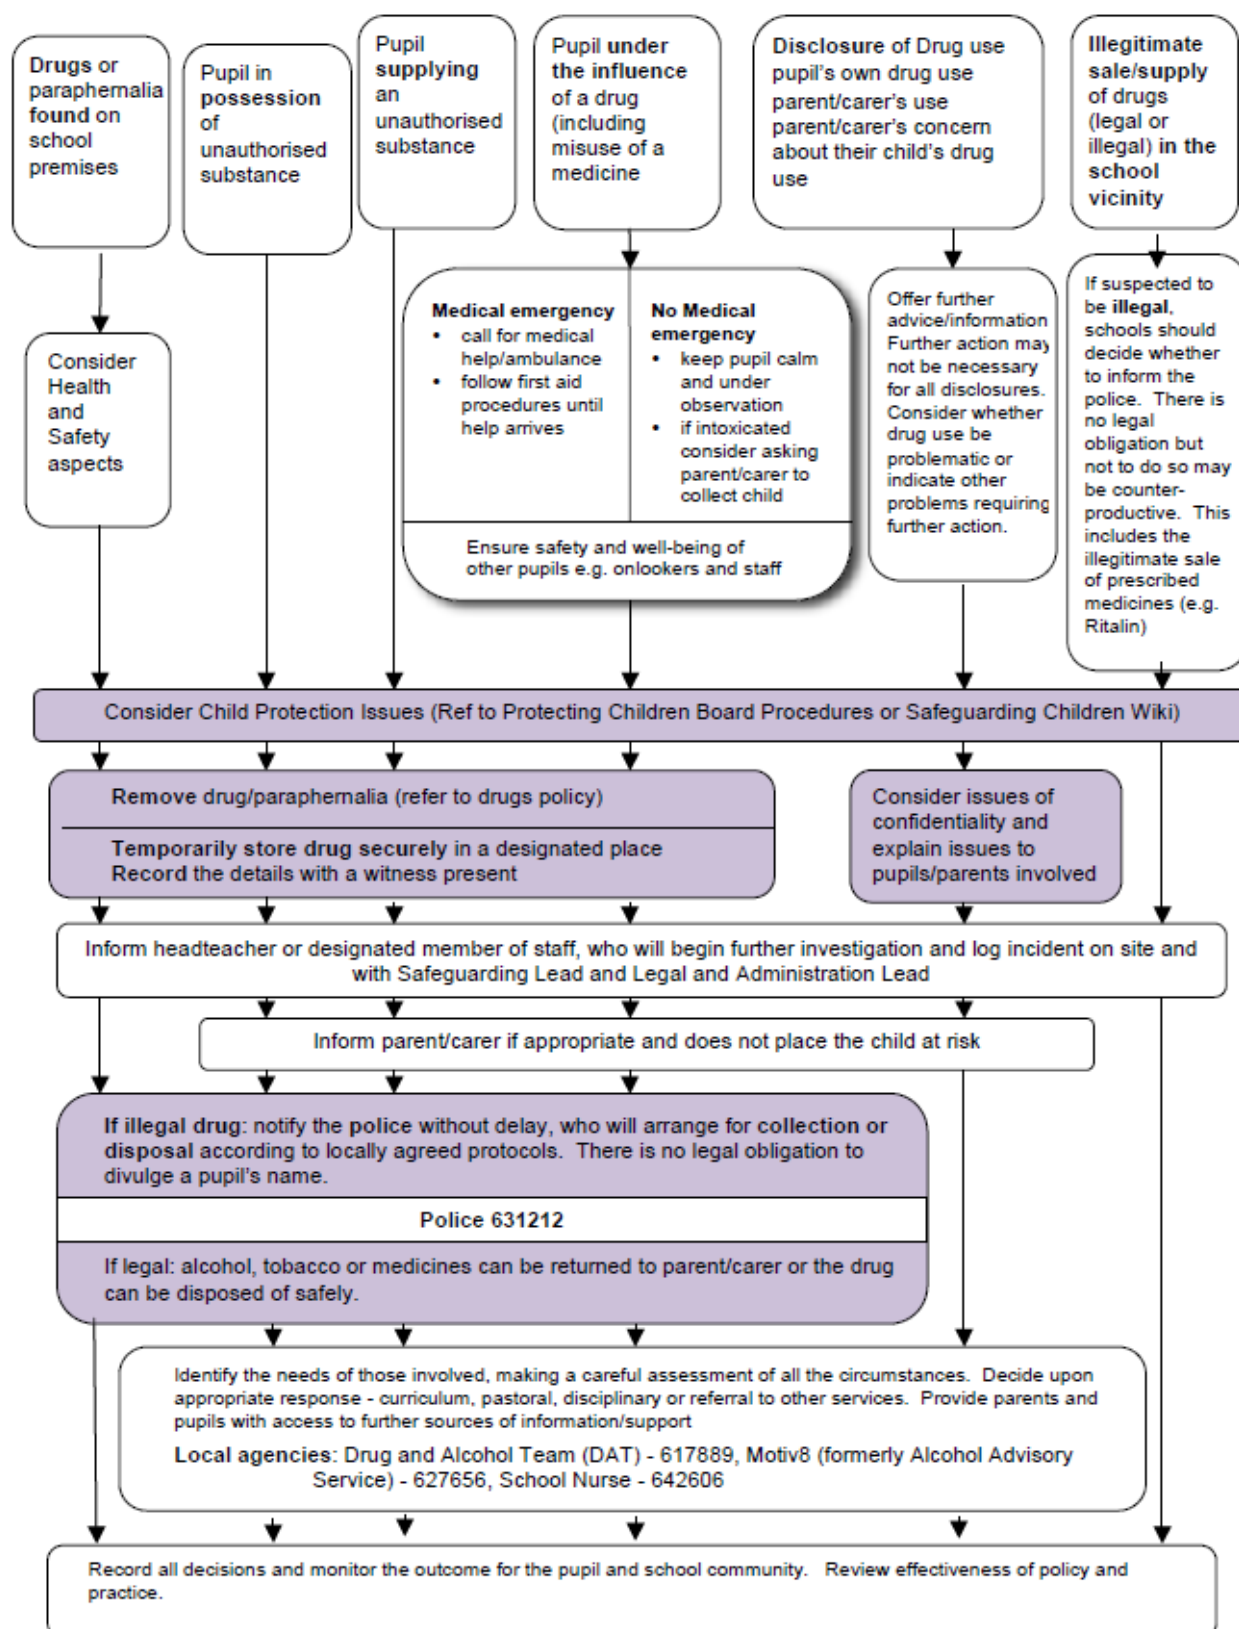 Drugs or
paraphernalia
found on
school
premises
Pupil in
possession
of
unauthorised
substance
Pupil
supplying
an
unauthorised
substance
Pupil under
the influence
of a drug
(including
misuse of a
medicine
Disclosure of Drug use
pupil's own drug use
parent/carer's use
parent/carer's concern
about their child's drug
use
Illegitimate
sale/supply
of drugs
(legal or
illegal) in the
school
vicinity
Consider
Health
and
Safety
aspects
Medical emergency
• call for medical
help/ambulance
• follow first aid
procedures until
help arrives
No Medical
emergency
• keep pupil calm
and under
observation
• if intoxicated
consider asking
parent/carer to
collect child
Ensure safety and well-being of
other pupils e.g. onlookers and staff
Offer further
advice/information
Further action may
not be necessary
for all disclosures.
Consider whether
drug use be
problematic or
indicate other
problems requiring
further action.
If suspected to
be illegal,
schools should
decide whether
to inform the
police. There is
no legal
obligation but
not to do so may
be counter-
productive. This
includes the
illegitimate sale
of prescribed
medicines (e.g.
Ritalin)
Consider Child Protection Issues (Ref to Protecting Children Board Procedures or Safeguarding Children Wiki)
Remove drug/paraphernalia (refer to drugs policy)
Temporarily store drug securely in a designated place
Record the details with a witness present
Consider issues of
confidentiality and
explain issues to
pupils/parents involved
Inform headteacher or designated member of staff, who will begin further investigation and log incident on site and
with Safeguarding Lead and Legal and Administration Lead
Inform parent/carer if appropriate and does not place the child at risk
If illegal drug: notify the police without delay, who will arrange for collection or
disposal according to locally agreed protocols. There is no legal obligation to
divulge a pupil's name.
Police 631212
If legal: alcohol, tobacco or medicines can be returned to parent/carer or the drug
can be disposed of safely.
Identify the needs of those involved, making a careful assessment of all the circumstances. Decide upon
appropriate response - curriculum, pastoral, disciplinary or referral to other services. Provide parents and
pupils with access to further sources of information/support
Local agencies: Drug and Alcohol Team (DAT) - 617889, Motiv8 (formerly Alcohol Advisory
Service) - 627656, School Nurse - 642606
Record all decisions and monitor the outcome for the pupil and school community. Review effectiveness of policy and
practice.